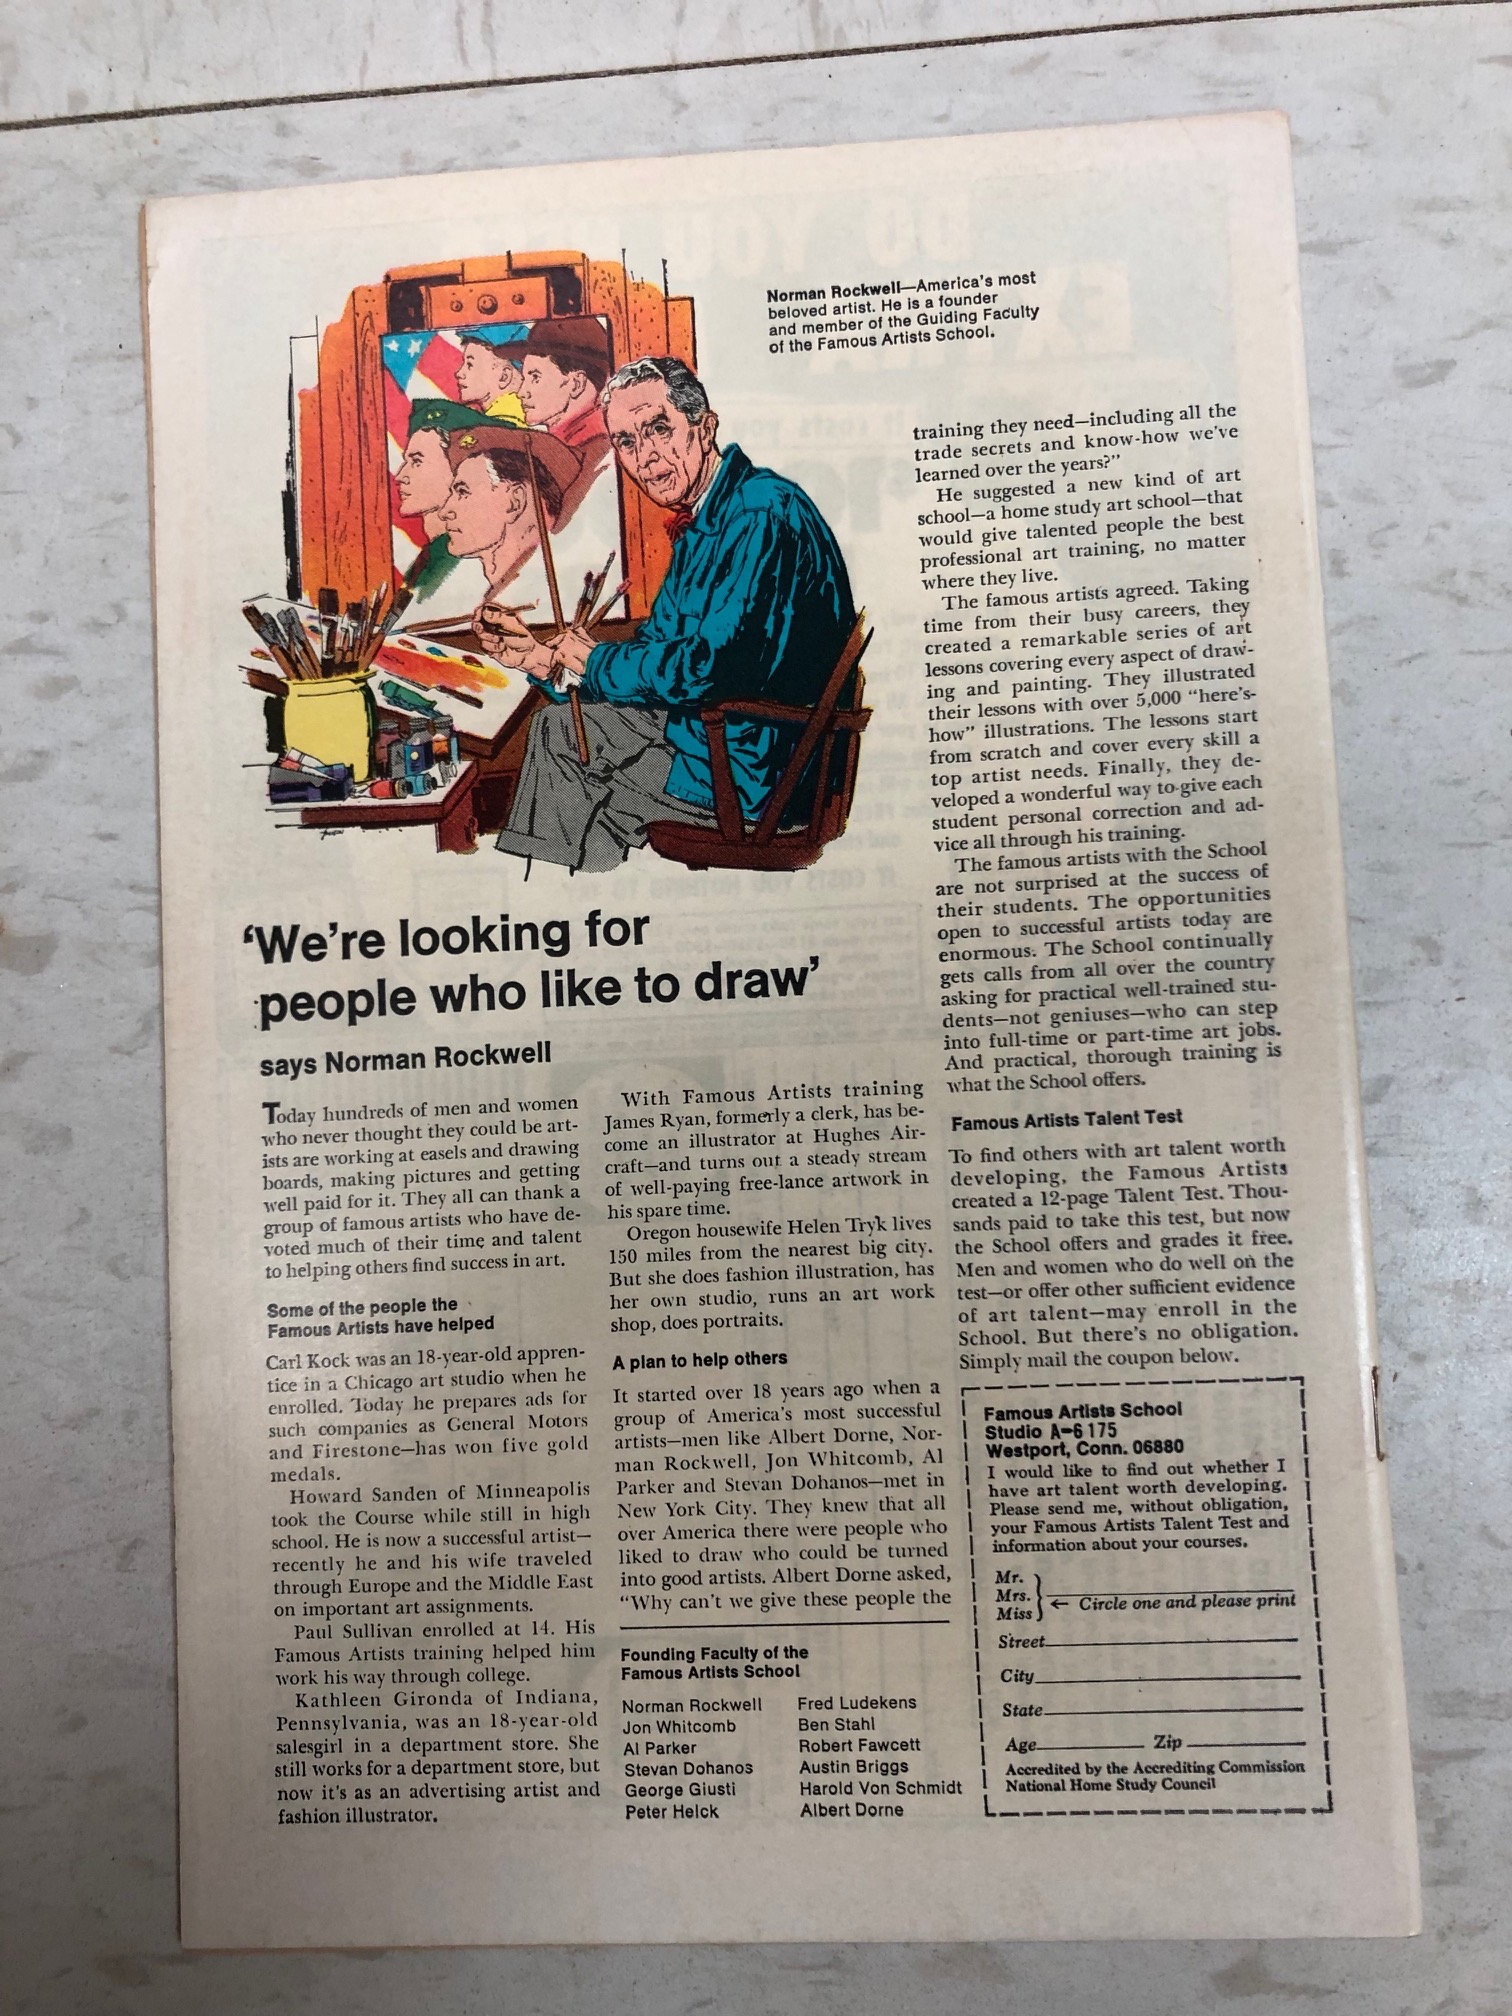 Norman Rockwell—America's most
beloved artist. He is a founder
and member of the Guiding Faculty
of the Famous Artists School.
'We're looking for
people who like to draw'
says Norman Rockwell
Today hundreds of men and women
who never thought they could be art-
ists are working at easels and drawing
boards, making pictures and getting
well paid for it. They all can thank a
group of famous artists who have de-
voted much of their time and talent
to helping others find success in art.
Some of the people the
Famous Artists have helped
Carl Kock was an 18-year-old appren-
tice in a Chicago art studio when he
enrolled. Today he prepares ads for
such companies as General Motors
and Firestone—has won five gold
medals.
Howard Sanden of Minneapolis
took the Course while still in high
school. He is now a successful artist—
recently he and his wife traveled
through Europe and the Middle East
on important art assignments.
Paul Sullivan enrolled at 14. His
Famous Artists training helped him
work his way through college.
Kathleen Gironda of Indiana,
Pennsylvania, was an 18-year-old
salesgirl in a department store. She
still works for a department store, but
now it's as an advertising artist and
fashion illustrator.
With Famous Artists training
James Ryan, formerly a clerk, has be-
come an illustrator at Hughes Air-
craft—and turns out a steady stream
of well-paying free-lance artwork in
his spare time.
Oregon housewife Helen Tryk lives
150 miles from the nearest big city.
But she does fashion illustration, has
her own studio, runs an art work
shop, does portraits.
A plan to help others
It started over 18 years ago when a
group of America's most successful
artists—men like Albert Dorne, Nor-
man Rockwell, Jon Whitcomb, Al
Parker and Stevan Dohanos—met in
New York City. They knew that all
over America there were people who
liked to draw who could be turned
into good artists. Albert Dorne asked,
"Why can't we give these people the
training they need—including all the
trade secrets and know-how we've
learned over the years?"
He suggested a new kind of art
school—a home study art school—that
would give talented people the best
professional art training, no matter
where they live.
The famous artists agreed. Taking
time from their busy careers, they
created a remarkable series of art
lessons covering every aspect of draw-
ing and painting. They illustrated
their lessons with over 5,000 "here's-
how" illustrations. The lessons start
from scratch and cover every skill a
top artist needs. Finally, they de-
veloped a wonderful way to give each
student personal correction and ad-
vice all through his training.
The famous artists with the School
are not surprised at the success of
their students. The opportunities
open to successful artists today are
enormous. The School continually
gets calls from all over the country
asking for practical well-trained stu-
dents—not geniuses—who can step
into full-time or part-time art jobs.
And practical, thorough training is
what the School offers.
Famous Artists Talent Test
To find others with art talent worth
developing, the Famous Artists
created a 12-page Talent Test. Thou-
sands paid to take this test, but now
the School offers and grades it free.
Men and women who do well on the
test—or offer other sufficient evidence
of art talent—may enroll in the
School. But there's no obligation.
Simply mail the coupon below.
Founding Faculty of the
Famous Artists School
Norman Rockwell
Jon Whitcomb
Al Parker
Stevan Dohanos
George Giusti
Peter Helck
Fred Ludekens
Ben Stahl
Robert Fawcett
Austin Briggs
Harold Von Schmidt
Albert Dorne
Famous Artists School
Studio A-6175
Westport, Conn. 06880
I would like to find out whether I
have art talent worth developing.
Please send me, without obligation,
your Famous Artists Talent Test and
information about your courses.
Mr.
Mrs.
Miss
← Circle one and please print
Street
City
State
Age Zip
Accredited by the Accrediting Commission
National Home Study Council